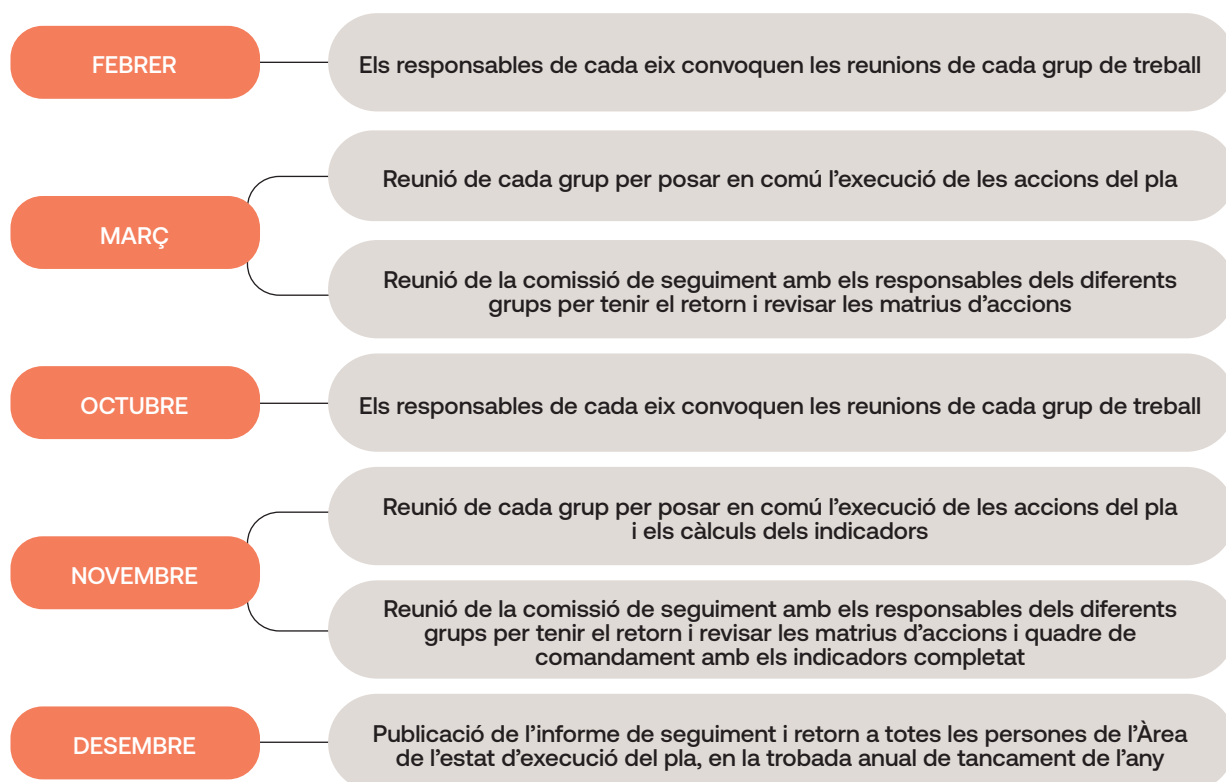 FEBRER
Els responsables de cada eix convoquen les reunions de cada grup de treball
MARÇ
Reunió de cada grup per posar en comú l’execució de les accions del pla
Reunió de la comissió de seguiment amb els responsables dels diferents
grups per tenir el retorn i revisar les matrius d’accions
OCTUBRE
Els responsables de cada eix convoquen les reunions de cada grup de treball
NOVEMBRE
Reunió de cada grup per posar en comú l’execució de les accions del pla
i els càlculs dels indicadors
Reunió de la comissió de seguiment amb els responsables dels diferents
grups per tenir el retorn i revisar les matrius d’accions i quadre de
comandament amb els indicadors completat
DESEMBRE
Publicació de l’informe de seguiment i retorn a totes les persones de l’Àrea
de l’estat d’execució del pla, en la trobada anual de tancament de l’any